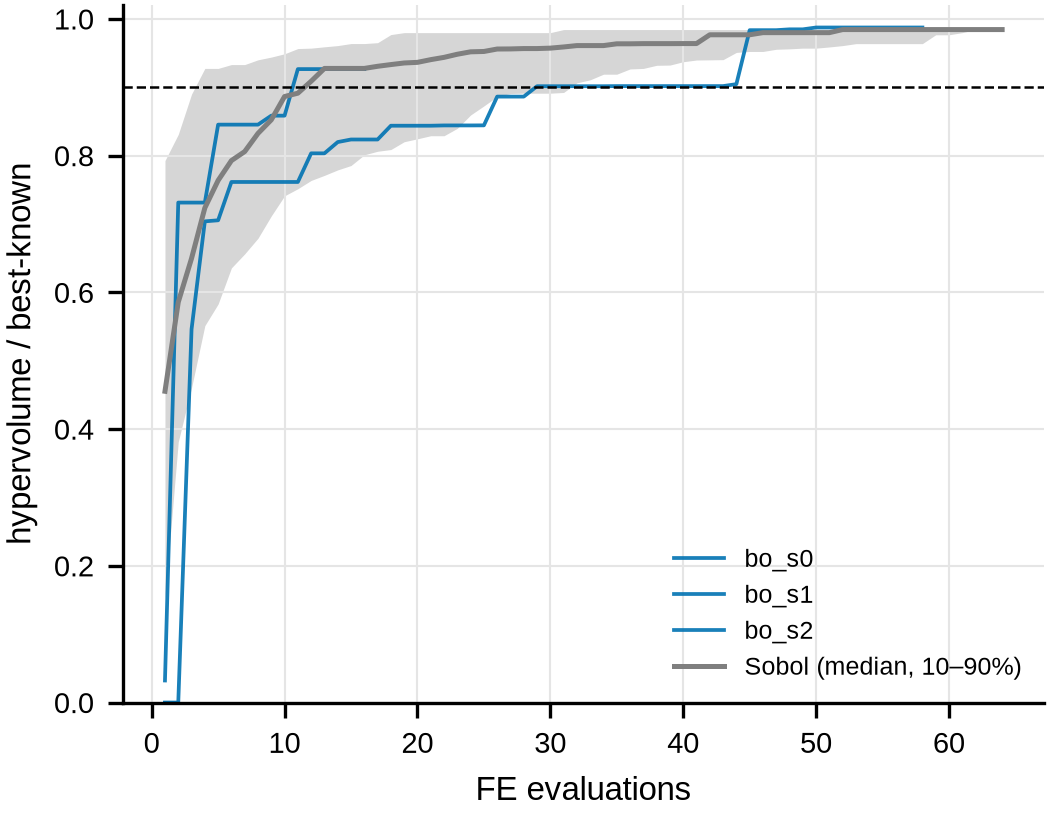 1.0
0.8
0.6
0.4
0.2
0.0
hypervolume / best-known
0 10 20 30 40 50 60
FE evaluations
bo_s0
bo_s1
bo_s2
Sobol (median, 10–90%)